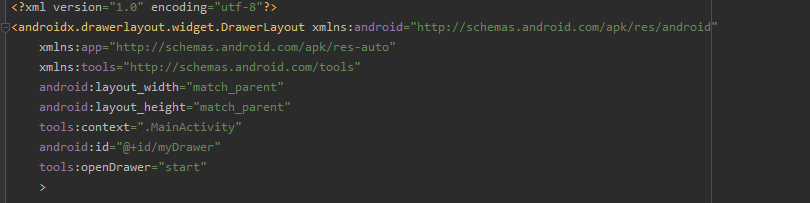 <?xml version="1.0" encoding="utf-8"?>
<androidx.drawerlayout.widget.DrawerLayout xmlns:android="http://schemas.android.com/apk/res/android"
    xmlns:app="http://schemas.android.com/apk/res-auto"
    xmlns:tools="http://schemas.android.com/tools"
    android:layout_width="match_parent"
    android:layout_height="match_parent"
    tools:context=".MainActivity"
    android:id="@+id/myDrawer"
    tools:openDrawer="start"
    >